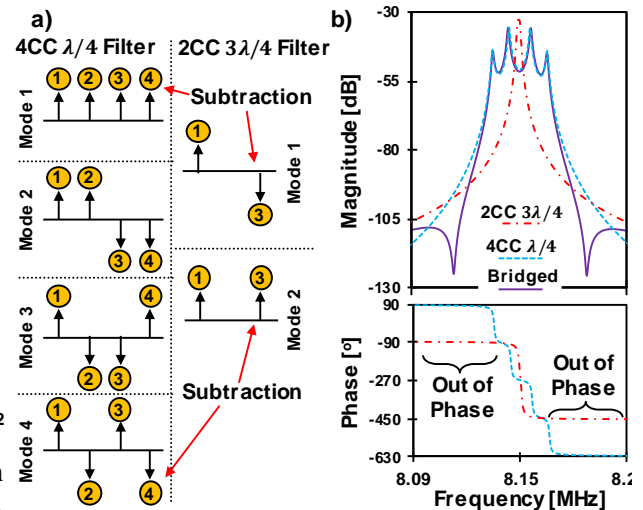 a)
4CC λ/4 Filter
2CC 3λ/4 Filter
Mode 1
1 2 3 4
Subtraction
Mode 2
1 2
3 4
Mode 3
1 4
2 3
Mode 4
1 3
2 4
1
3
Mode 1
1 3
Mode 2
Subtraction
2
n
b)
Magnitude [dB]
-30
-55
-80
-105
-130
2CC 3λ/4
4CC λ/4
Bridged
Phase [°]
90
-90
-270
-450
-630
Out of
Phase
Out of
Phase
8.09 8.15 8.2
Frequency [MHz]